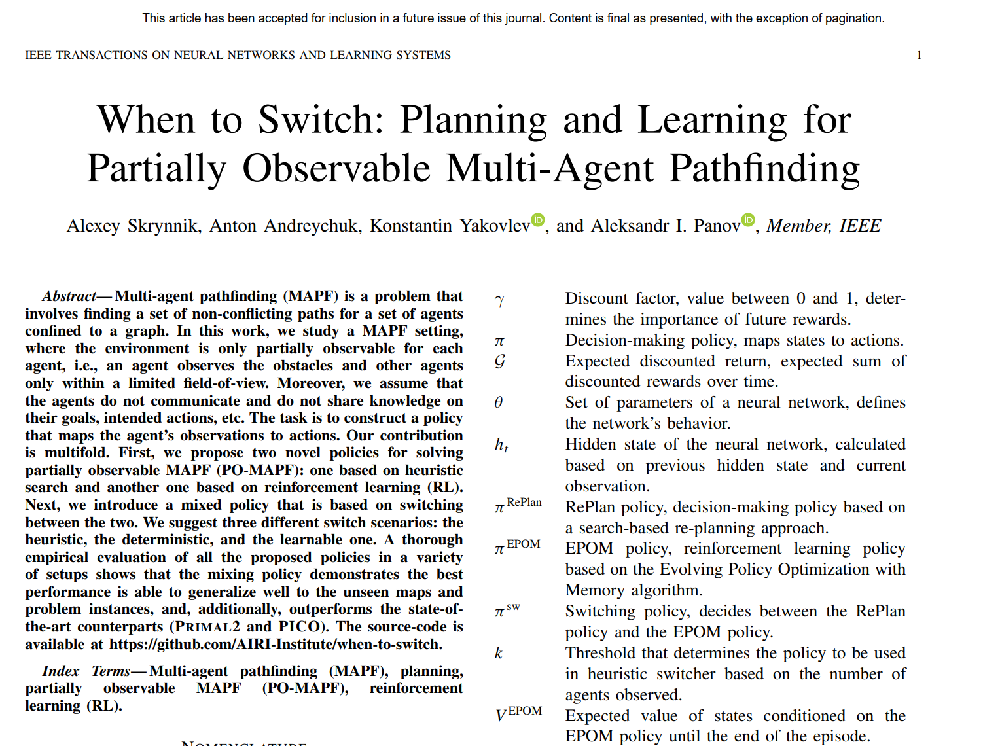 This article has been accepted for inclusion in a future issue of this journal. Content is final as presented, with the exception of pagination.
IEEE TRANSACTIONS ON NEURAL NETWORKS AND LEARNING SYSTEMS 1
When to Switch: Planning and Learning for
Partially Observable Multi-Agent Pathfinding
Alexey Skrynnik, Anton Andreychuk, Konstantin Yakovlev iD, and Aleksandr I. Panov iD, Member, IEEE
Abstract—Multi-agent pathfinding (MAPF) is a problem that
involves finding a set of non-conflicting paths for a set of agents
confined to a graph. In this work, we study a MAPF setting,
where the environment is only partially observable for each
agent, i.e., an agent observes the obstacles and other agents
only within a limited field-of-view. Moreover, we assume that
the agents do not communicate and do not share knowledge on
their goals, intended actions, etc. The task is to construct a policy
that maps the agent's observations to actions. Our contribution
is multifold. First, we propose two novel policies for solving
partially observable MAPF (PO-MAPF): one based on heuristic
search and another one based on reinforcement learning (RL).
Next, we introduce a mixed policy that is based on switching
between the two. We suggest three different switch scenarios: the
heuristic, the deterministic, and the learnable one. A thorough
empirical evaluation of all the proposed policies in a variety
of setups shows that the mixing policy demonstrates the best
performance is able to generalize well to the unseen maps and
problem instances, and, additionally, outperforms the state-of-
the-art counterparts (PRIMAL2 and PICO). The source-code is
available at https://github.com/AIRI-Institute/when-to-switch.
Index Terms—Multi-agent pathfinding (MAPF), planning,
partially observable MAPF (PO-MAPF), reinforcement
learning (RL).
NOMENCLATURE
γ Discount factor, value between 0 and 1, deter-
mines the importance of future rewards.
π Decision-making policy, maps states to actions.
𝒢 Expected discounted return, expected sum of
discounted rewards over time.
θ Set of parameters of a neural network, defines
the network's behavior.
h_t Hidden state of the neural network, calculated
based on previous hidden state and current
observation.
π^RePlan RePlan policy, decision-making policy based on
a search-based re-planning approach.
π^EPOM EPOM policy, reinforcement learning policy
based on the Evolving Policy Optimization with
Memory algorithm.
π^sw Switching policy, decides between the RePlan
policy and the EPOM policy.
k Threshold that determines the policy to be used
in heuristic switcher based on the number of
agents observed.
V^EPOM Expected value of states conditioned on the
EPOM policy until the end of the episode.